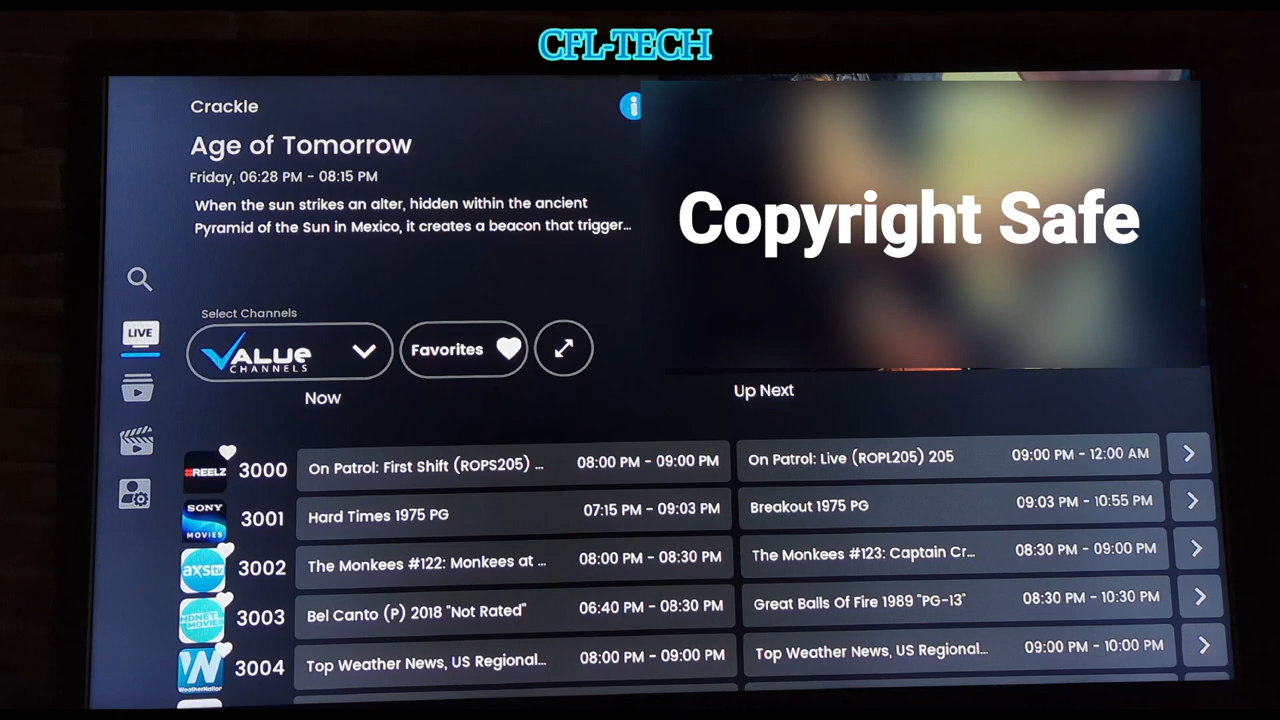 CFL-TECH
Crackle
Age of Tomorrow
Friday, 06:28 PM - 08:15 PM
When the sun strikes an alter, hidden within the ancient
Pyramid of the Sun in Mexico, it creates a beacon that trigger...
Copyright Safe
LIVE
Select Channels
VALUE
CHANNELS
Favorites
Now
Up Next
REELZ
3000
On Patrol: First Shift (ROPS205) ...
08:00 PM - 09:00 PM
On Patrol: Live (ROPL205) 205
09:00 PM - 12:00 AM
SONY
MOVIES
3001
Hard Times 1975 PG
07:15 PM - 09:03 PM
Breakout 1975 PG
09:03 PM - 10:55 PM
axs tv
3002
The Monkees #122: Monkees at ...
08:00 PM - 08:30 PM
The Monkees #123: Captain Cr...
08:30 PM - 09:00 PM
HDNET
MOVIES
3003
Bel Canto (P) 2018 "Not Rated"
06:40 PM - 08:30 PM
Great Balls Of Fire 1989 "PG-13"
08:30 PM - 10:30 PM
W
WeatherNation
3004
Top Weather News, US Regional...
08:00 PM - 09:00 PM
Top Weather News, US Regional...
09:00 PM - 10:00 PM